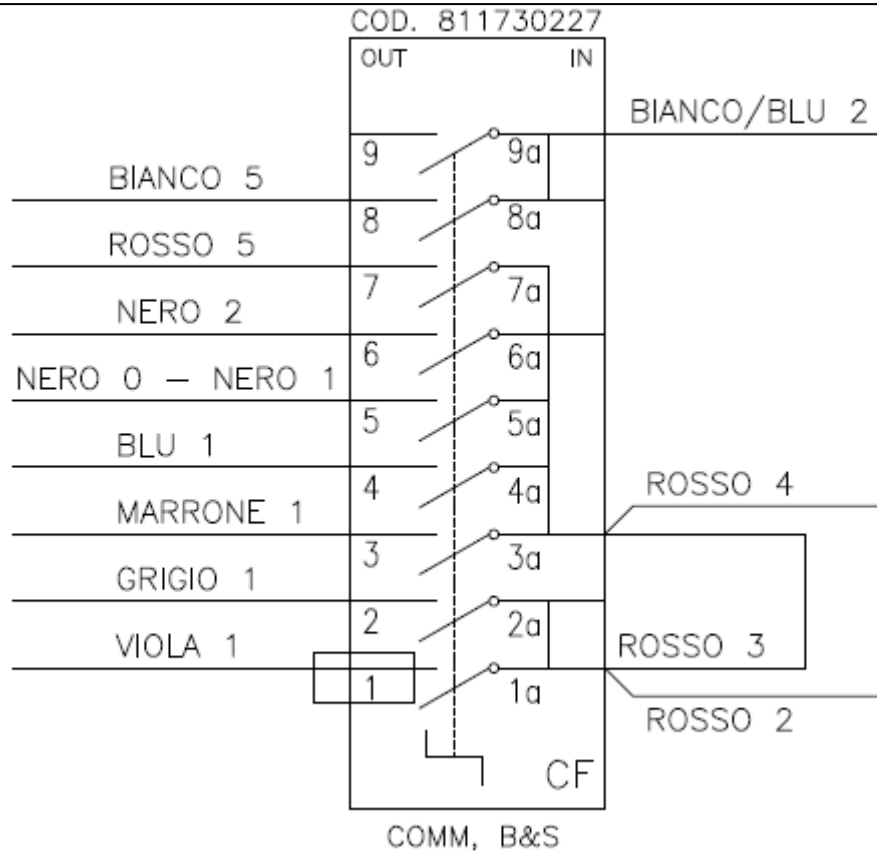 COD. 811730227
OUT IN
BIANCO/BLU 2
9 9a
BIANCO 5
8 8a
ROSSO 5
7 7a
NERO 2
6 6a
NERO 0 – NERO 1
5 5a
BLU 1
4 4a
ROSSO 4
MARRONE 1
3 3a
GRIGIO 1
2 2a
VIOLA 1
ROSSO 3
1 1a
ROSSO 2
CF
COMM, B&S